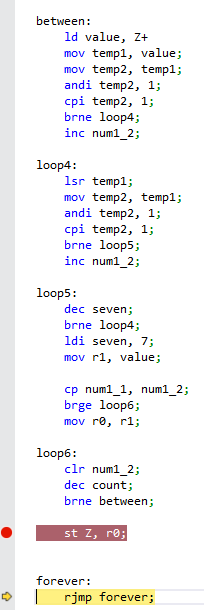 between:
ld value, Z+
mov temp1, value;
mov temp2, temp1;
andi temp2, 1;
cpi temp2, 1;
brne loop4;
inc num1_2;
loop4:
lsr temp1;
mov temp2, temp1;
andi temp2, 1;
cpi temp2, 1;
brne loop5;
inc num1_2;
loop5:
dec seven;
brne loop4;
ldi seven, 7;
mov r1, value;
cp num1_1, num1_2;
brge loop6;
mov r0, r1;
loop6:
clr num1_2;
dec count;
brne between;
st Z, r0;
forever:
rjmp forever;